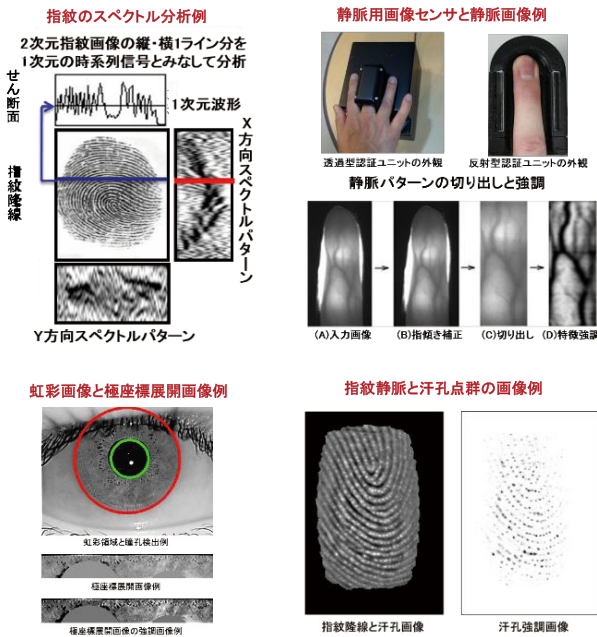 指紋のスペクトル分析例
2次元指紋画像の縦・横1ライン分を
1次元の時系列信号とみなして分析
せん断面
1次元波形
指紋隆線
X方向スペクトルパターン
Y方向スペクトルパターン
静脈用画像センサと静脈画像例
透過型認証ユニットの外観
反射型認証ユニットの外観
静脈パターンの切り出しと強調
(A)入力画像
(B)指傾き補正
(C)切り出し
(D)特徴強調
虹彩画像と極座標展開画像例
虹彩領域と瞳孔検出例
極座標展開画像例
極座標展開画像の強調画像例
指紋静脈と汗孔点群の画像例
指紋隆線と汗孔画像
汗孔強調画像